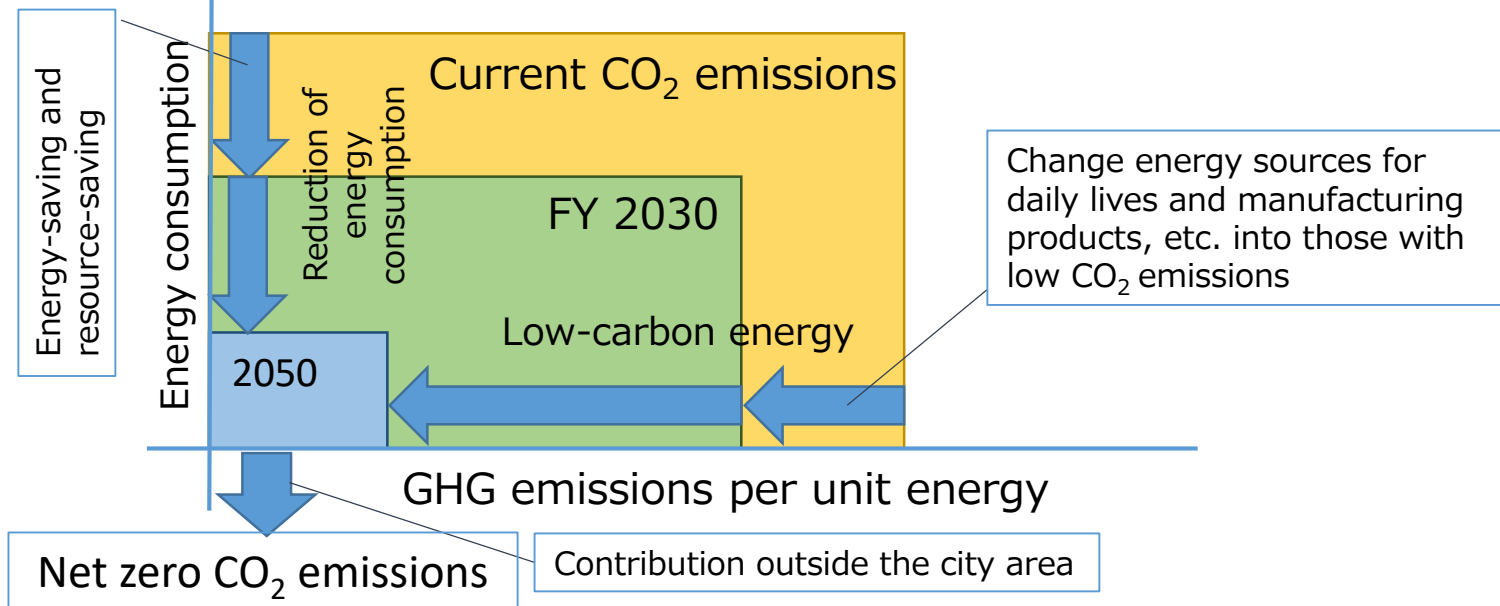 Energy-saving and
resource-saving
Energy consumption
Current CO₂ emissions
Reduction of
energy
consumption
FY 2030
Low-carbon energy
2050
Change energy sources for
daily lives and manufacturing
products, etc. into those with
low CO₂ emissions
GHG emissions per unit energy
Net zero CO₂ emissions
Contribution outside the city area